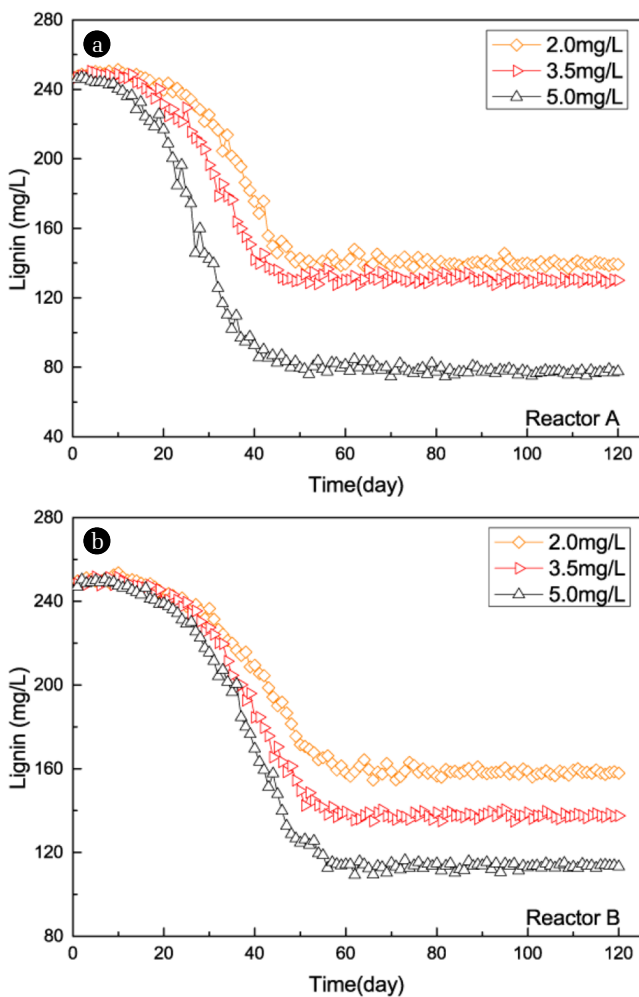 a
280
240
200
160
120
80
40
Lignin (mg/L)
2.0mg/L
3.5mg/L
5.0mg/L
Reactor A
0 20 40 60 80 100 120
Time(day)
b
280
240
200
160
120
80
Lignin (mg/L)
2.0mg/L
3.5mg/L
5.0mg/L
Reactor B
0 20 40 60 80 100 120
Time(day)